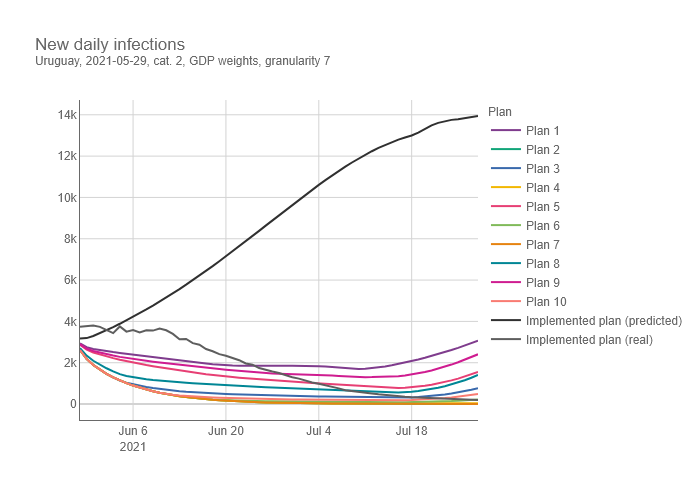 New daily infections
Uruguay, 2021-05-29, cat. 2, GDP weights, granularity 7
14k
12k
10k
8k
6k
4k
2k
0
Jun 6
2021
Jun 20
Jul 4
Jul 18
Plan
Plan 1
Plan 2
Plan 3
Plan 4
Plan 5
Plan 6
Plan 7
Plan 8
Plan 9
Plan 10
Implemented plan (predicted)
Implemented plan (real)